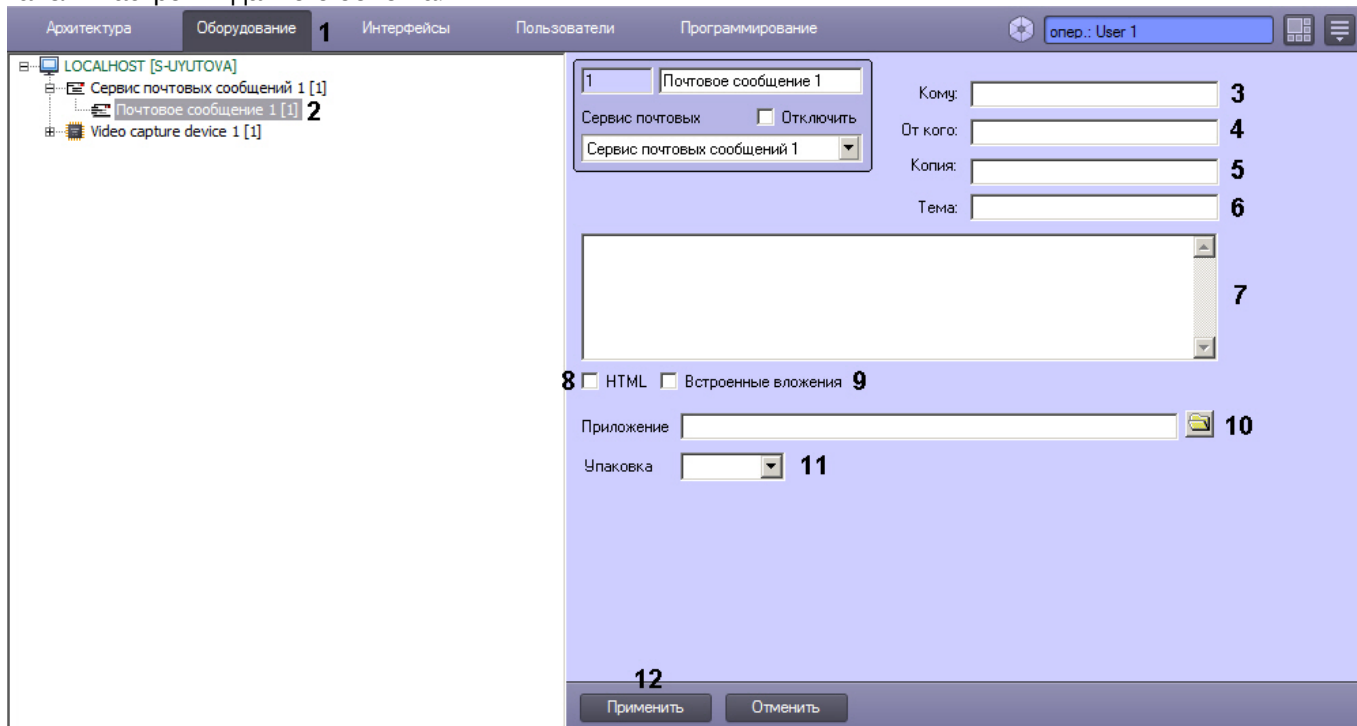 Архитектура Оборудование 1 Интерфейсы Пользователи Программирование опер.: User 1
LOCALHOST [S-UYUTOVA]
Сервис почтовых сообщений 1 [1]
Почтовое сообщение 1 [1] 2
Video capture device 1 [1]
1 Почтовое сообщение 1
Сервис почтовых Отключить
Сервис почтовых сообщений 1
Кому: 3
От кого: 4
Копия: 5
Тема: 6
7
8 HTML Встроенные вложения 9
Приложение 10
Упаковка 11
12
Применить Отменить